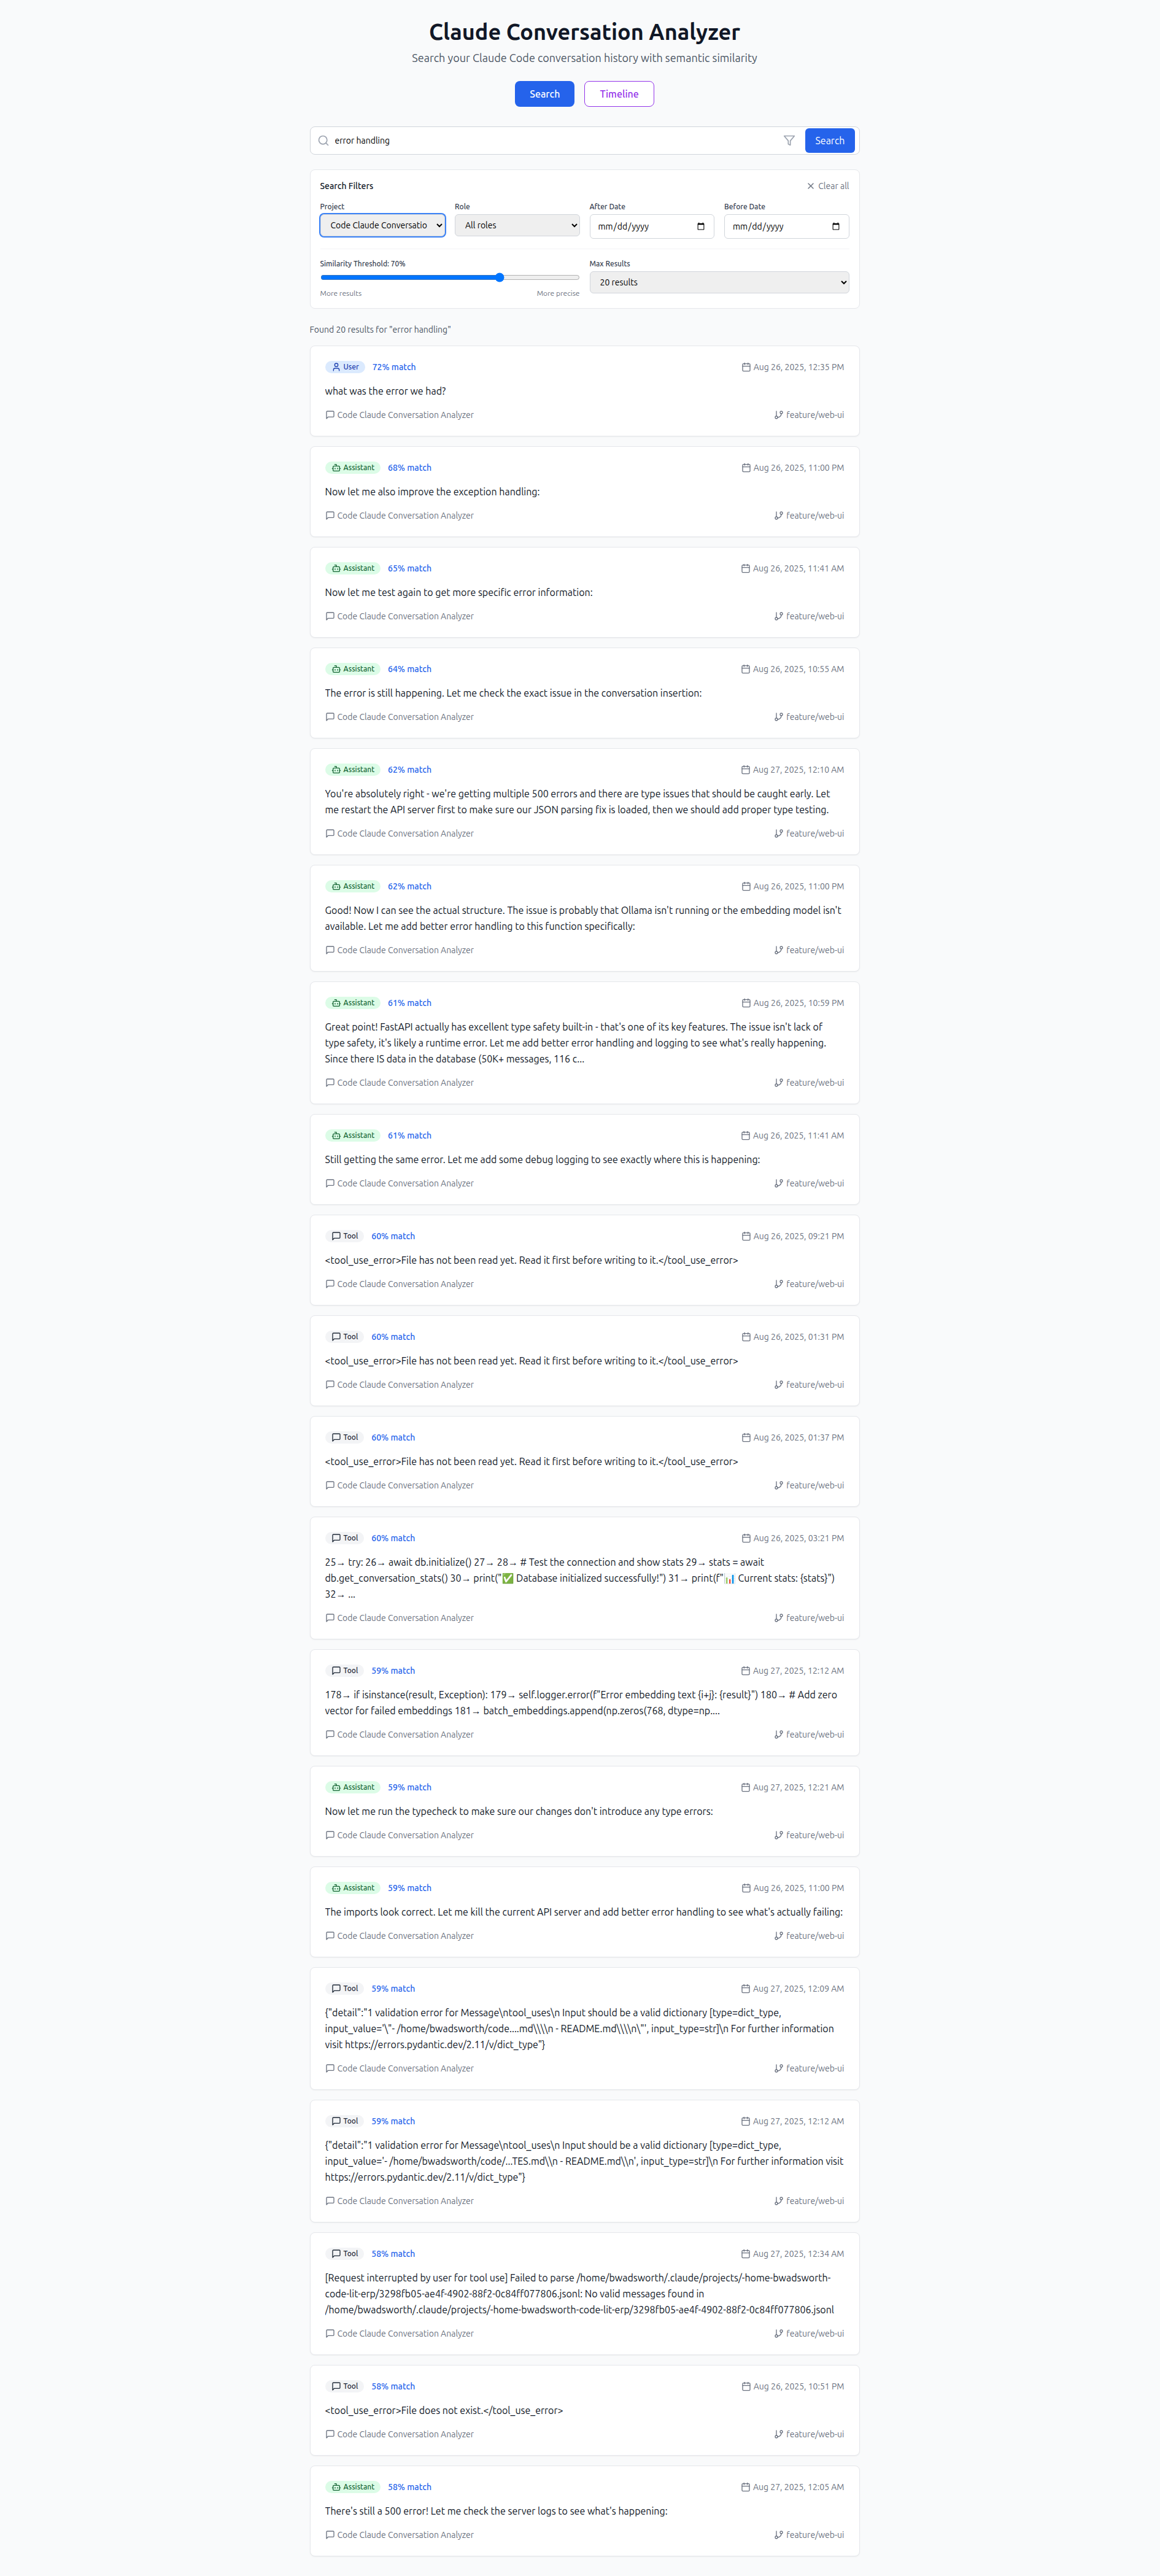 Claude Conversation Analyzer
Search your Claude Code conversation history with semantic similarity
Search
Timeline
error handling
Search
Search Filters
Clear all
Project
Role
After Date
Before Date
Code Claude Conversatio
All roles
mm/dd/yyyy
mm/dd/yyyy
Similarity Threshold: 70%
Max Results
20 results
More results
More precise
Found 20 results for "error handling"
User 72% match Aug 26, 2025, 12:35 PM
what was the error we had?
Code Claude Conversation Analyzer feature/web-ui
Assistant 68% match Aug 26, 2025, 11:00 PM
Now let me also improve the exception handling:
Code Claude Conversation Analyzer feature/web-ui
Assistant 65% match Aug 26, 2025, 11:41 AM
Now let me test again to get more specific error information:
Code Claude Conversation Analyzer feature/web-ui
Assistant 64% match Aug 26, 2025, 10:55 AM
The error is still happening. Let me check the exact issue in the conversation insertion:
Code Claude Conversation Analyzer feature/web-ui
Assistant 62% match Aug 27, 2025, 12:10 AM
You're absolutely right - we're getting multiple 500 errors and there are type issues that should be caught early. Let
me restart the API server first to make sure our JSON parsing fix is loaded, then we should add proper type testing.
Code Claude Conversation Analyzer feature/web-ui
Assistant 62% match Aug 26, 2025, 11:00 PM
Good! Now I can see the actual structure. The issue is probably that Ollama isn't running or the embedding model isn't
available. Let me add better error handling to this function specifically:
Code Claude Conversation Analyzer feature/web-ui
Assistant 61% match Aug 26, 2025, 10:59 PM
Great point! FastAPI actually has excellent type safety built-in - that's one of its key features. The issue isn't lack of
type safety, it's likely a runtime error. Let me add better error handling and logging to see what's really happening.
Since there IS data in the database (50K+ messages, 116 c...
Code Claude Conversation Analyzer feature/web-ui
Assistant 61% match Aug 26, 2025, 11:41 AM
Still getting the same error. Let me add some debug logging to see exactly where this is happening:
Code Claude Conversation Analyzer feature/web-ui
Tool 60% match Aug 26, 2025, 09:21 PM
<tool_use_error>File has not been read yet. Read it first before writing to it.</tool_use_error>
Code Claude Conversation Analyzer feature/web-ui
Tool 60% match Aug 26, 2025, 01:31 PM
<tool_use_error>File has not been read yet. Read it first before writing to it.</tool_use_error>
Code Claude Conversation Analyzer feature/web-ui
Tool 60% match Aug 26, 2025, 01:37 PM
<tool_use_error>File has not been read yet. Read it first before writing to it.</tool_use_error>
Code Claude Conversation Analyzer feature/web-ui
Tool 60% match Aug 26, 2025, 03:21 PM
25→ try: 26→ await db.initialize() 27→ 28→ # Test the connection and show stats 29→ stats = await
db.get_conversation_stats() 30→ print("✅ Database initialized successfully!") 31→ print(f"📊 Current stats: {stats}")
32→ ...
Code Claude Conversation Analyzer feature/web-ui
Tool 59% match Aug 27, 2025, 12:12 AM
178→ if isinstance(result, Exception): 179→ self.logger.error(f"Error embedding text {i+j}: {result}") 180→ # Add zero
vector for failed embeddings 181→ batch_embeddings.append(np.zeros(768, dtype=np....
Code Claude Conversation Analyzer feature/web-ui
Assistant 59% match Aug 27, 2025, 12:21 AM
Now let me run the typecheck to make sure our changes don't introduce any type errors:
Code Claude Conversation Analyzer feature/web-ui
Assistant 59% match Aug 26, 2025, 11:00 PM
The imports look correct. Let me kill the current API server and add better error handling to see what's actually failing:
Code Claude Conversation Analyzer feature/web-ui
Tool 59% match Aug 27, 2025, 12:09 AM
{"detail":"1 validation error for Message\ntool_uses\n Input should be a valid dictionary [type=dict_type,
input_value='\"- /home/bwadsworth/code....md\\\\n - README.md\\\\n\"', input_type=str]\n For further information
visit https://errors.pydantic.dev/2.11/v/dict_type"}
Code Claude Conversation Analyzer feature/web-ui
Tool 59% match Aug 27, 2025, 12:12 AM
{"detail":"1 validation error for Message\ntool_uses\n Input should be a valid dictionary [type=dict_type,
input_value='- /home/bwadsworth/code/...TES.md\\n - README.md\\n', input_type=str]\n For further information visit
https://errors.pydantic.dev/2.11/v/dict_type"}
Code Claude Conversation Analyzer feature/web-ui
Tool 58% match Aug 27, 2025, 12:34 AM
[Request interrupted by user for tool use] Failed to parse /home/bwadsworth/.claude/projects/-home-bwadsworth-
code-lit-erp/3298fb05-ae4f-4902-88f2-0c84ff077806.jsonl: No valid messages found in
/home/bwadsworth/.claude/projects/-home-bwadsworth-code-lit-erp/3298fb05-ae4f-4902-88f2-0c84ff077806.jsonl
Code Claude Conversation Analyzer feature/web-ui
Tool 58% match Aug 26, 2025, 10:51 PM
<tool_use_error>File does not exist.</tool_use_error>
Code Claude Conversation Analyzer feature/web-ui
Assistant 58% match Aug 27, 2025, 12:05 AM
There's still a 500 error! Let me check the server logs to see what's happening:
Code Claude Conversation Analyzer feature/web-ui